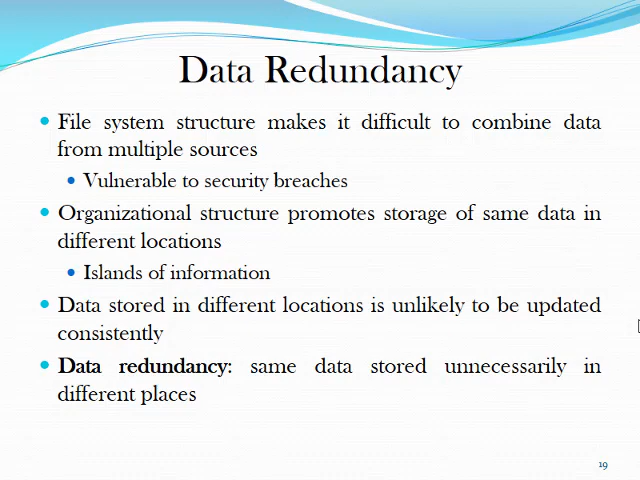 Data Redundancy
• File system structure makes it difficult to combine data
from multiple sources
• Vulnerable to security breaches
• Organizational structure promotes storage of same data in
different locations
• Islands of information
• Data stored in different locations is unlikely to be updated
consistently
• Data redundancy: same data stored unnecessarily in
different places
19